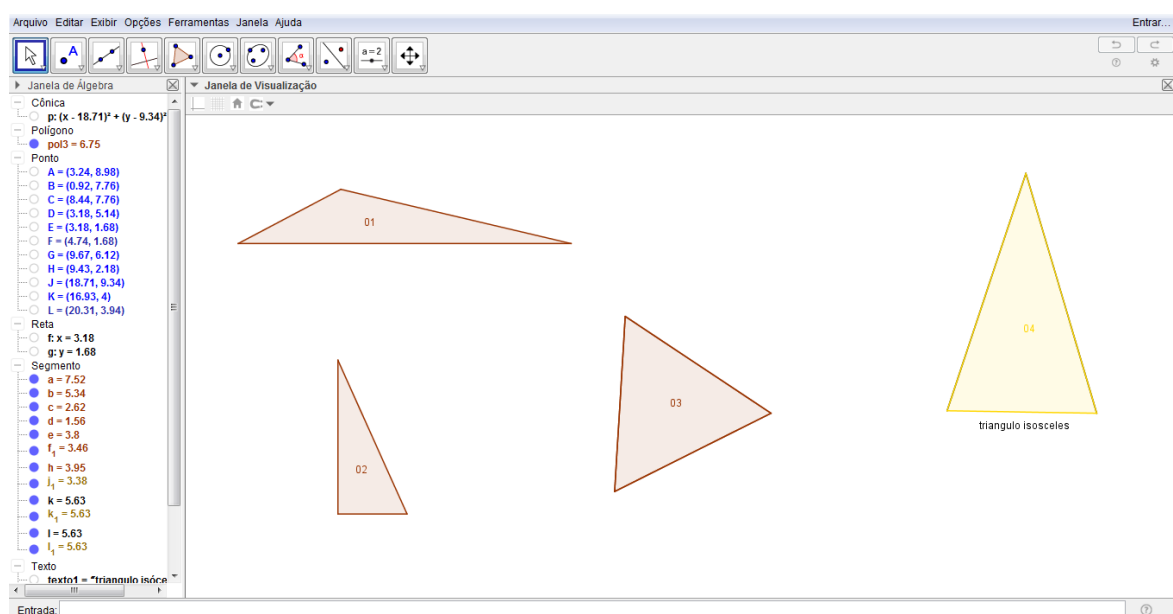 Arquivo Editar Exibir Opções Ferramentas Janela Ajuda
Entrar...
A
α
a=2
Janela de Álgebra
Janela de Visualização
Cônica
p: (x - 18.71)² + (y - 9.34)²
Polígono
pol3 = 6.75
Ponto
A = (3.24, 8.98)
B = (0.92, 7.76)
C = (8.44, 7.76)
D = (3.18, 5.14)
E = (3.18, 1.68)
F = (4.74, 1.68)
G = (9.67, 6.12)
H = (9.43, 2.18)
J = (18.71, 9.34)
K = (16.93, 4)
L = (20.31, 3.94)
Reta
f: x = 3.18
g: y = 1.68
Segmento
a = 7.52
b = 5.34
c = 2.62
d = 1.56
e = 3.8
f₁ = 3.46
h = 3.95
j₁ = 3.38
k = 5.63
k₁ = 5.63
l = 5.63
l₁ = 5.63
Texto
texto1 = "triangulo isóce
01
02
03
04
triangulo isosceles
Entrada: